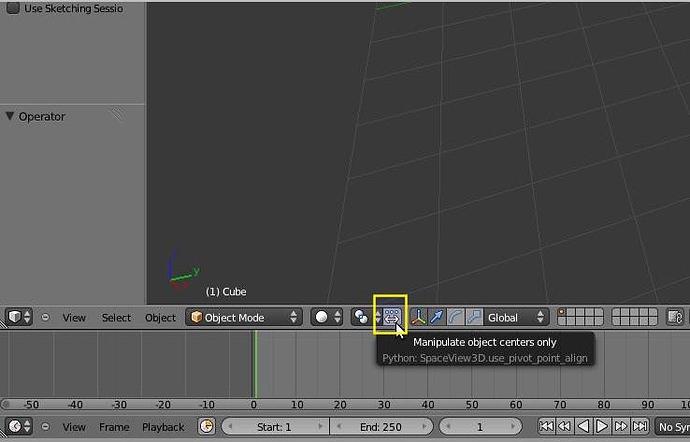 Use Sketching Sessio
Operator
y
(1) Cube
View Select Object Object Mode Global
Manipulate object centers only
Python: SpaceView3D.use_pivot_point_align
-50 -40 -30 -20 -10 0 10 20 30 40 50 60 70 80 90 10
View Frame Playback Start: 1 End: 250 1 No Syn